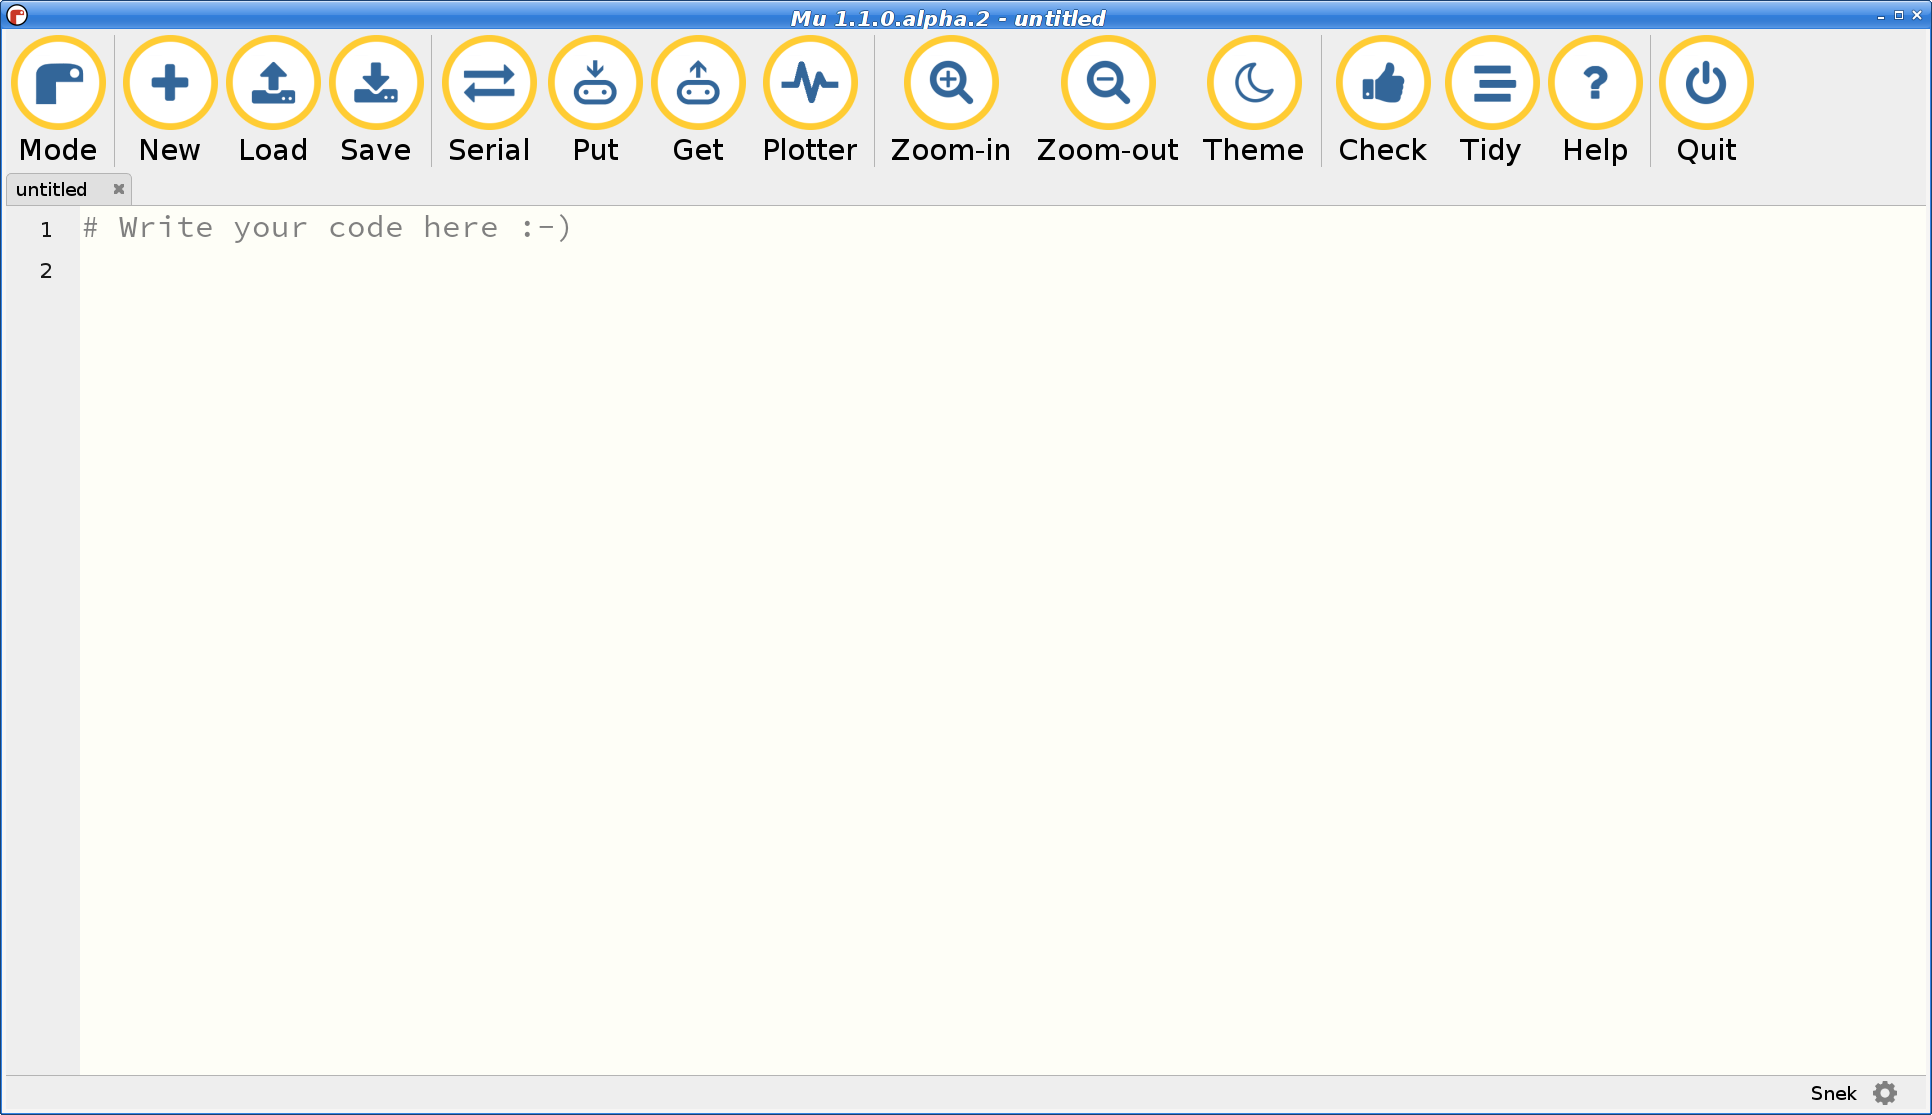 Mu 1.1.0.alpha.2 - untitled
Mode New Load Save Serial Put Get Plotter Zoom-in Zoom-out Theme Check Tidy Help Quit
untitled
1 # Write your code here :-)
2
Snek